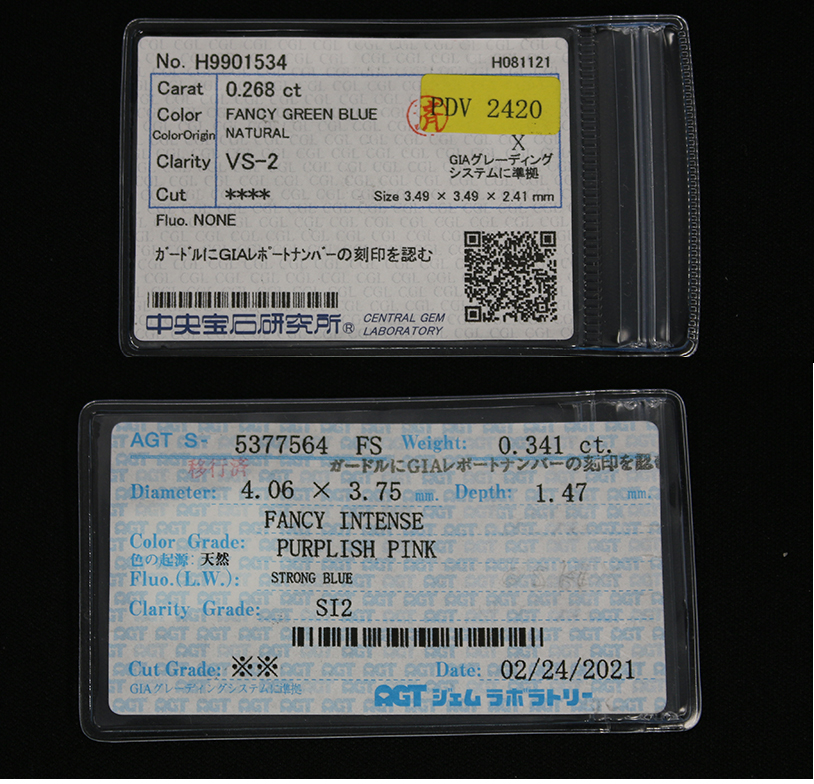 No. H9901534 H081121
Carat 0.268 ct
PDV 2420
済
Color FANCY GREEN BLUE
ColorOrigin NATURAL
X
Clarity VS-2 GIAグレーディング
システムに準拠
Cut **** Size 3.49 × 3.49 × 2.41 mm
Fluo. NONE
ガードルにGIAレポートナンバーの刻印を認む
中央宝石研究所® CENTRAL GEM
LABORATORY
AGT S- 5377564 FS Weight: 0.341 ct.
移行済 ガードルにGIAレポートナンバーの刻印を認む
Diameter: 4.06 × 3.75 mm. Depth: 1.47 mm.
FANCY INTENSE
Color Grade: PURPLISH PINK
色の起源: 天然
Fluo.(L.W.): STRONG BLUE
Clarity Grade: SI2
Cut Grade: ※※ Date: 02/24/2021
GIAグレーディングシステムに準拠
AGT ジェムラボラトリー